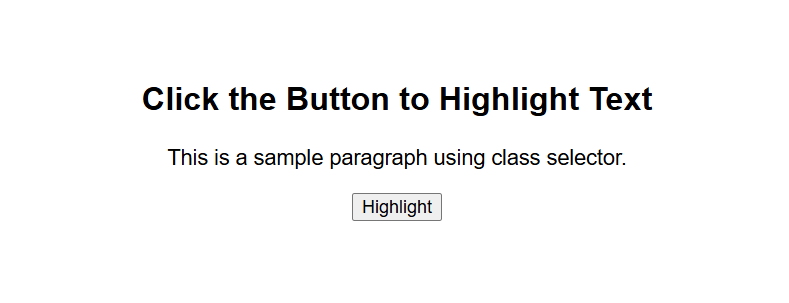 Click the Button to Highlight Text
This is a sample paragraph using class selector.
Highlight